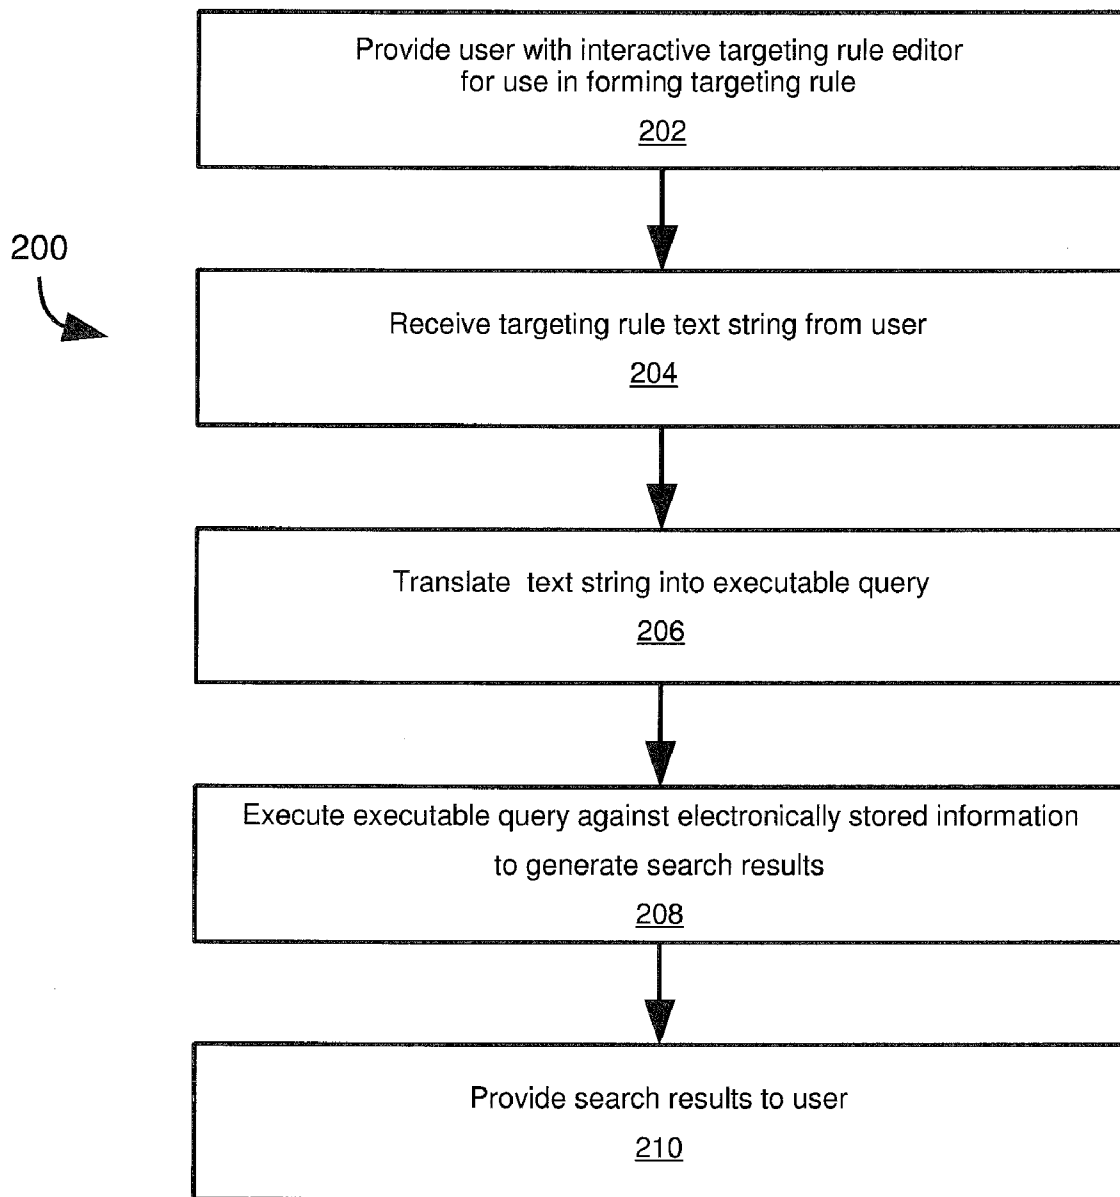 Provide user with interactive targeting rule editor
for use in forming targeting rule
202
200
Receive targeting rule text string from user
204
Translate text string into executable query
206
Execute executable query against electronically stored information
to generate search results
208
Provide search results to user
210